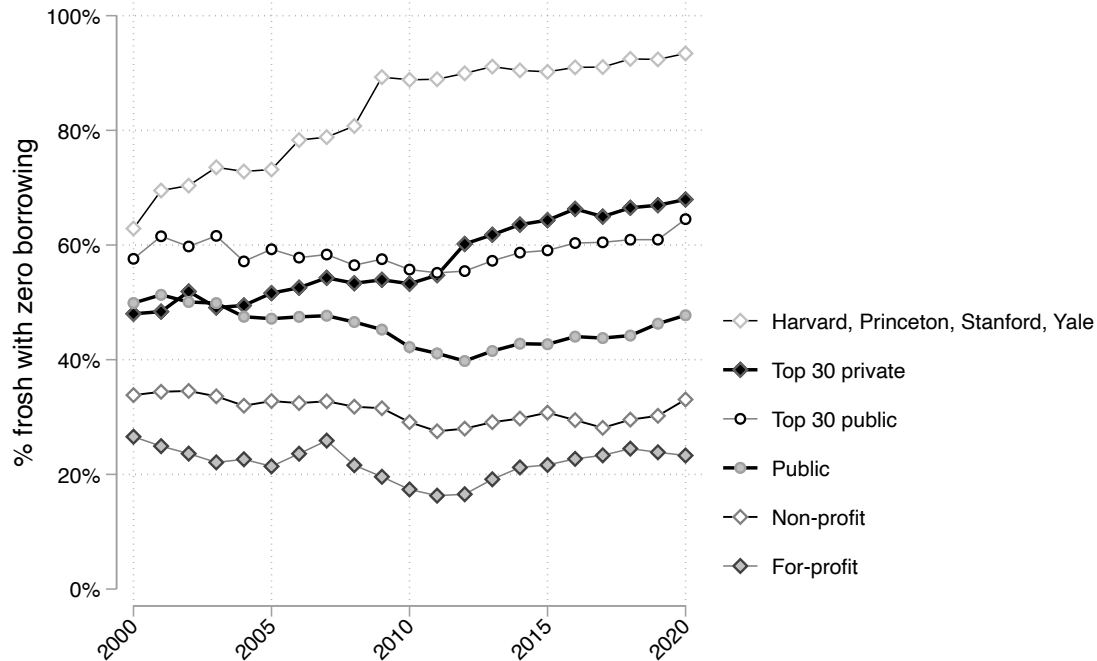 % frosh with zero borrowing
100%
80%
60%
40%
20%
0%
2000
2005
2010
2015
2020
Harvard, Princeton, Stanford, Yale
Top 30 private
Top 30 public
Public
Non-profit
For-profit